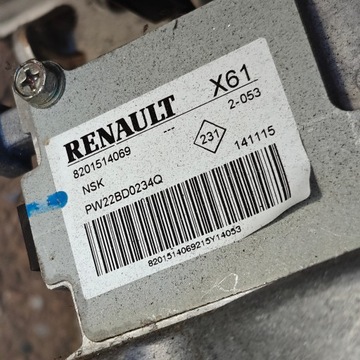 RENAULT X61
8201514069 --- 2-053
NSK 231 141115
PW22BD0234Q
8201514069215Y14053